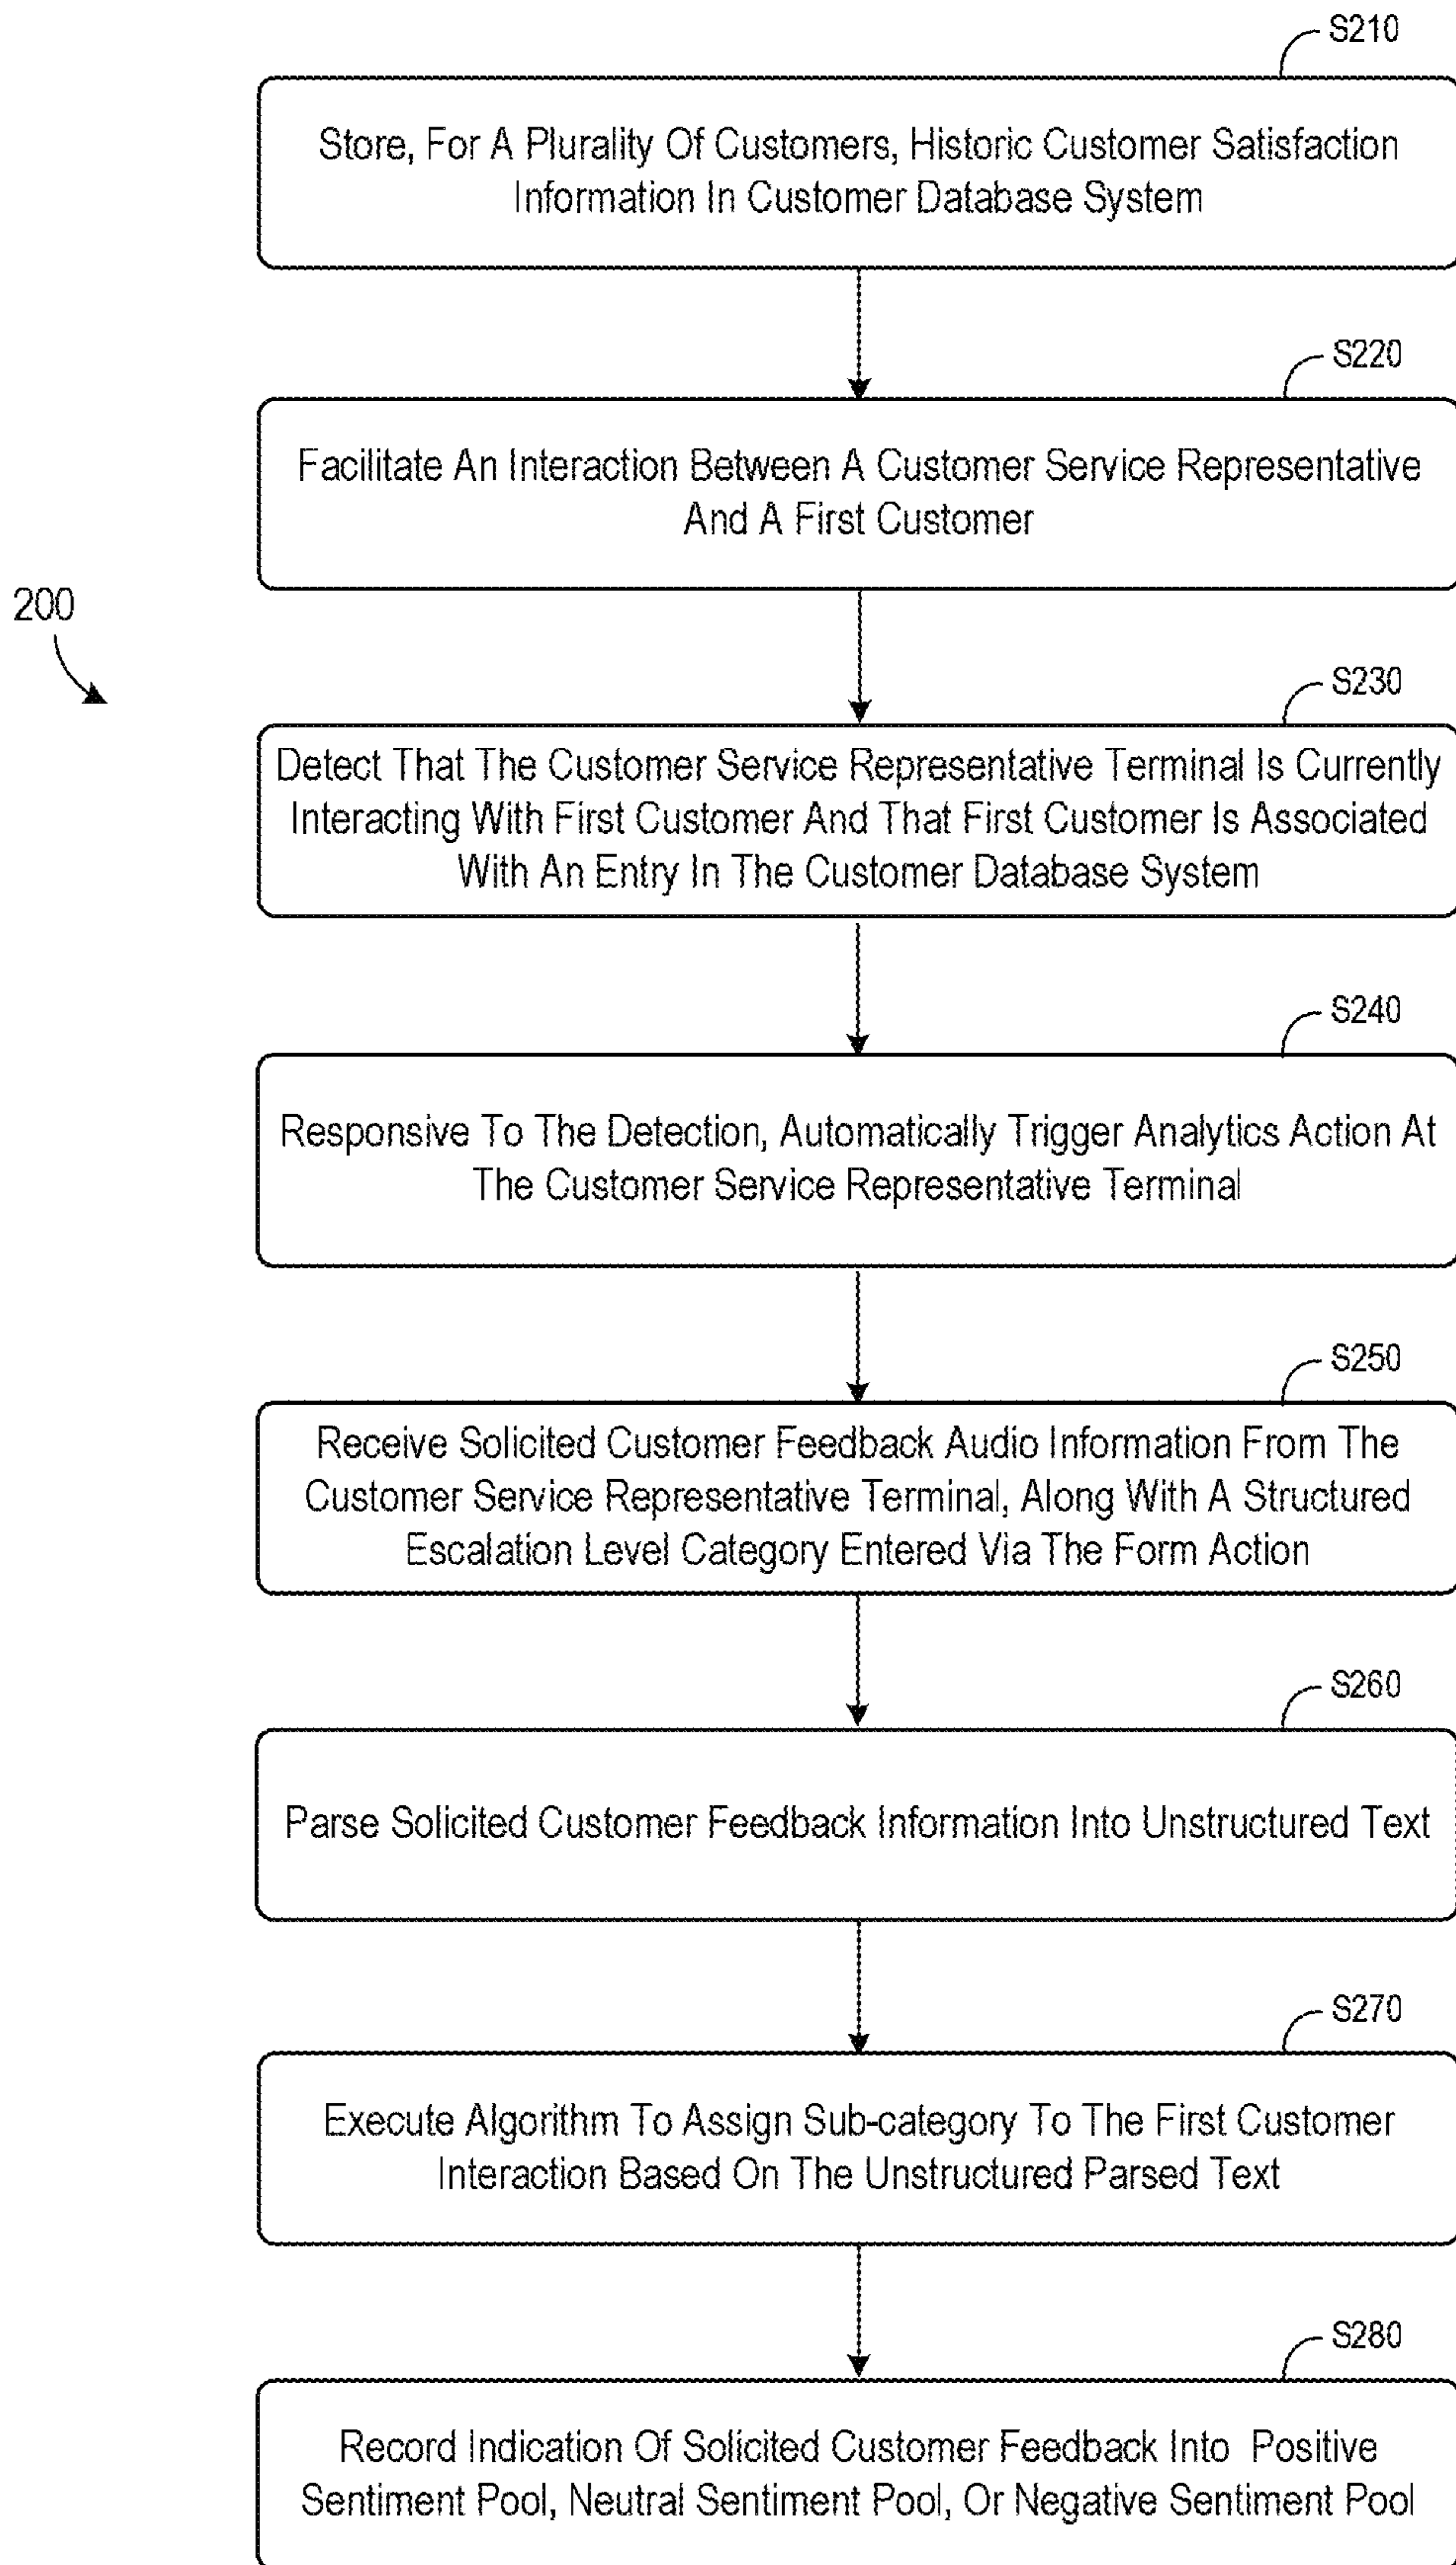 S210
Store, For A Plurality Of Customers, Historic Customer Satisfaction
Information In Customer Database System
S220
Facilitate An Interaction Between A Customer Service Representative
And A First Customer
200
S230
Detect That The Customer Service Representative Terminal Is Currently
Interacting With First Customer And That First Customer Is Associated
With An Entry In The Customer Database System
S240
Responsive To The Detection, Automatically Trigger Analytics Action At
The Customer Service Representative Terminal
S250
Receive Solicited Customer Feedback Audio Information From The
Customer Service Representative Terminal, Along With A Structured
Escalation Level Category Entered Via The Form Action
S260
Parse Solicited Customer Feedback Information Into Unstructured Text
S270
Execute Algorithm To Assign Sub-category To The First Customer
Interaction Based On The Unstructured Parsed Text
S280
Record Indication Of Solicited Customer Feedback Into Positive
Sentiment Pool, Neutral Sentiment Pool, Or Negative Sentiment Pool